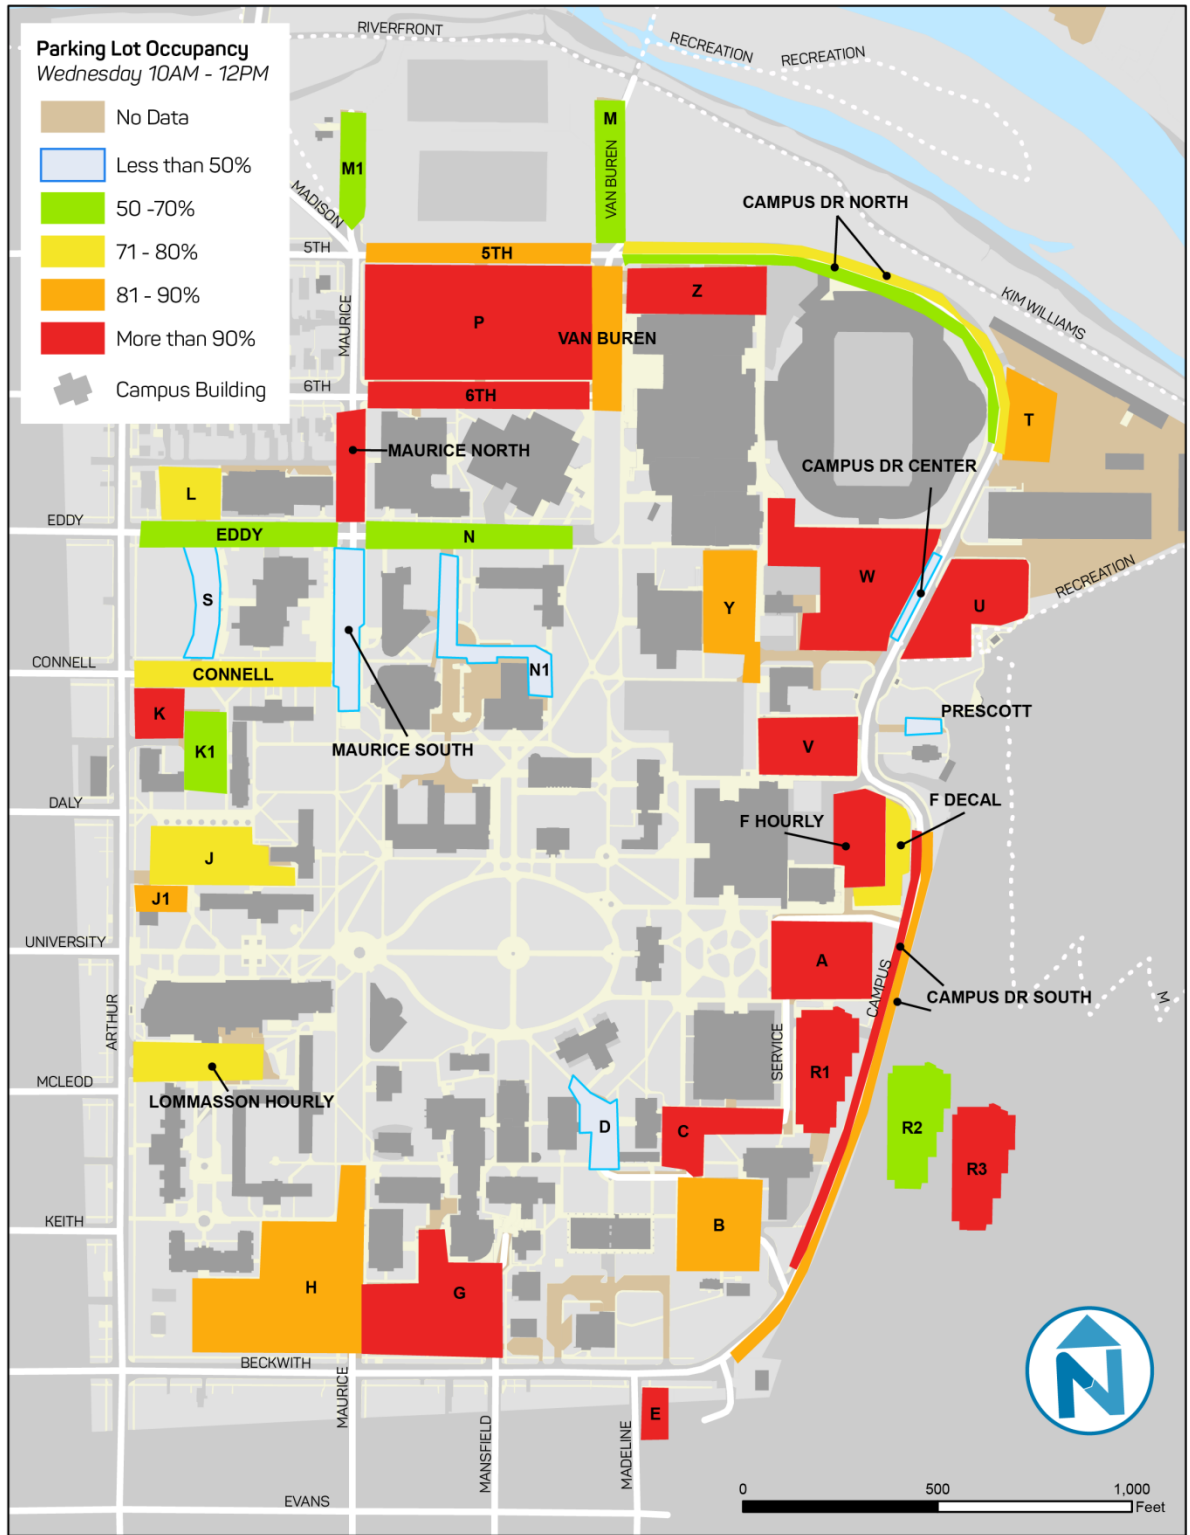 Parking Lot Occupancy
Wednesday 10AM - 12PM
No Data
Less than 50%
50 -70%
71 - 80%
81 - 90%
More than 90%
Campus Building
RIVERFRONT
RECREATION
RECREATION
M
VAN BUREN
M1
MADISON
CAMPUS DR NORTH
5TH
5TH
KIM WILLIAMS
Z
P
MAURICE
VAN BUREN
6TH
6TH
T
MAURICE NORTH
CAMPUS DR CENTER
L
EDDY
EDDY
N
W
RECREATION
S
Y
U
CONNELL
CONNELL
N1
K
PRESCOTT
K1
MAURICE SOUTH
V
DALY
F DECAL
F HOURLY
J
J1
UNIVERSITY
A
CAMPUS
CAMPUS DR SOUTH
M
ARTHUR
SERVICE
R1
MCLEOD
LOMMASSON HOURLY
D
C
R2
R3
KEITH
B
H
G
BECKWITH
MAURICE
MANSFIELD
MADELINE
E
N
EVANS
0
500
1,000
Feet